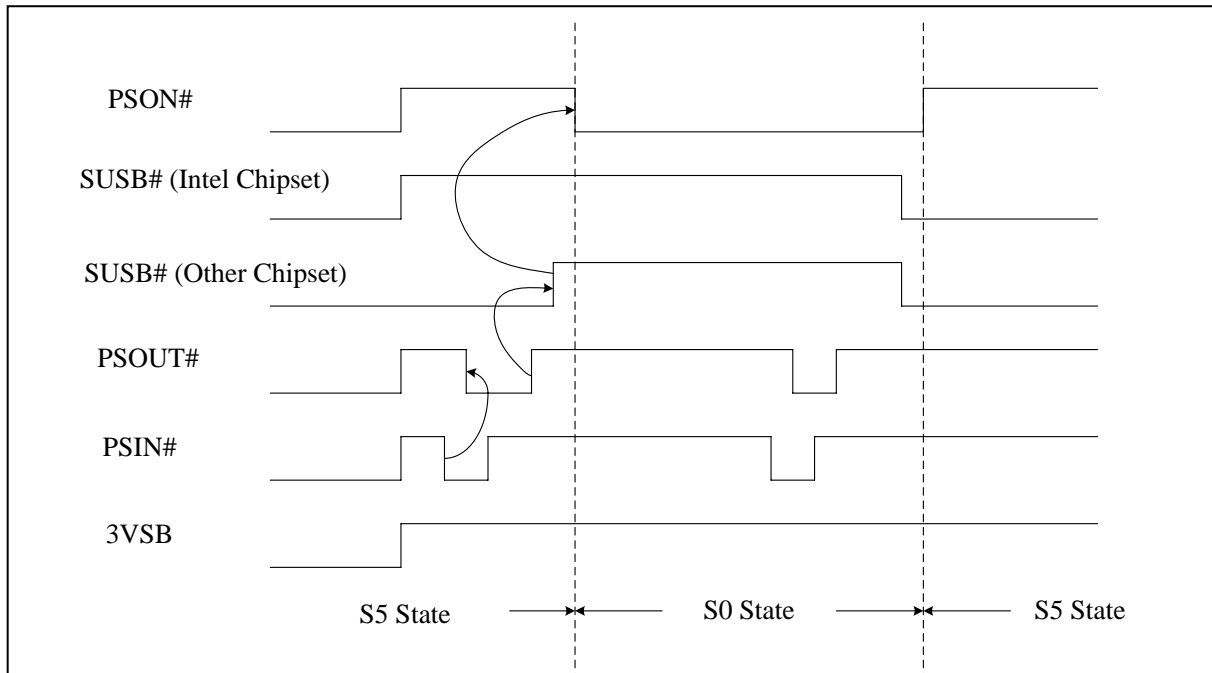 PSON#
SUSB# (Intel Chipset)
SUSB# (Other Chipset)
PSOUT#
PSIN#
3VSB
S5 State
S0 State
S5 State